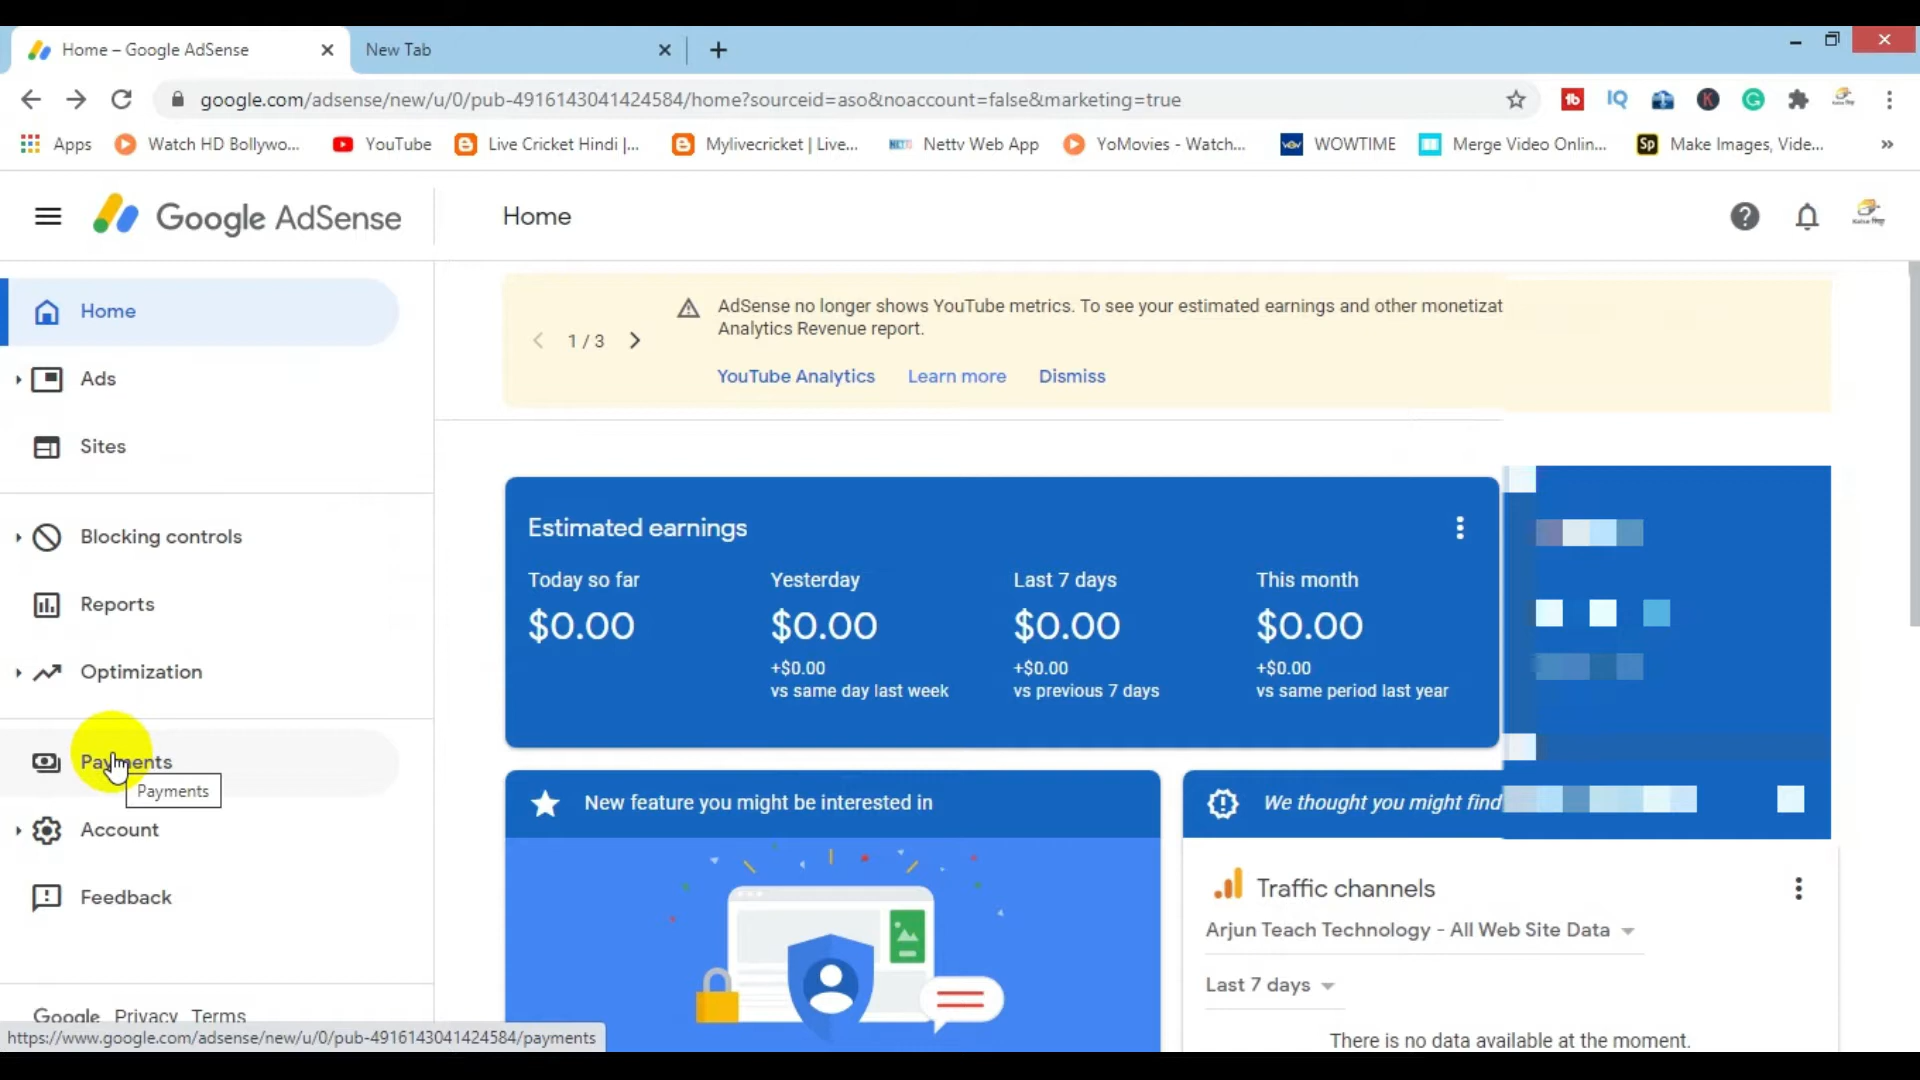 Home – Google AdSense
New Tab
google.com/adsense/new/u/0/pub-4916143041424584/home?sourceid=aso&noaccount=false&marketing=true
Apps
Watch HD Bollywo...
YouTube
Live Cricket Hindi |...
Mylivecricket | Live...
Nettv Web App
YoMovies - Watch...
WOWTIME
Merge Video Onlin...
Sp
Make Images, Vide...
Google AdSense
Home
Home
Ads
Sites
Blocking controls
Reports
Optimization
Payments
Payments
Account
Feedback
Google Privacy Terms
https://www.google.com/adsense/new/u/0/pub-4916143041424584/payments
1 / 3
AdSense no longer shows YouTube metrics. To see your estimated earnings and other monetizat
Analytics Revenue report.
YouTube Analytics Learn more Dismiss
Estimated earnings
Today so far
$0.00
Yesterday
$0.00
+$0.00
vs same day last week
Last 7 days
$0.00
+$0.00
vs previous 7 days
This month
$0.00
+$0.00
vs same period last year
New feature you might be interested in
We thought you might find
Traffic channels
Arjun Teach Technology - All Web Site Data
Last 7 days
There is no data available at the moment.